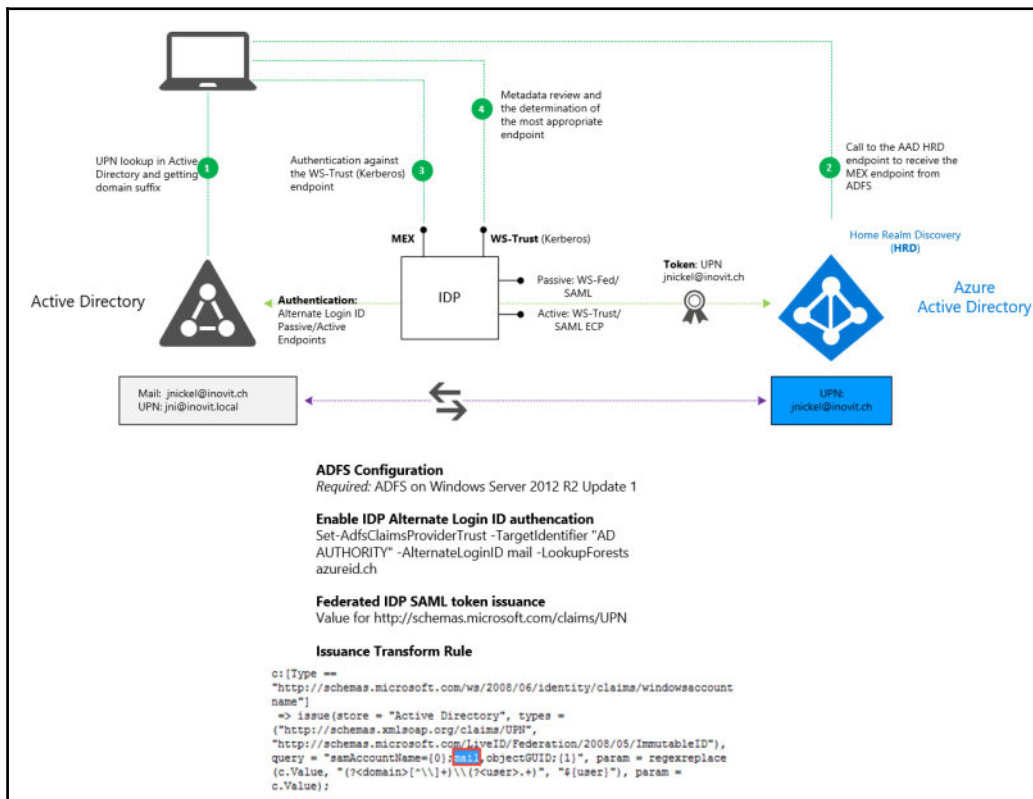 Metadata review and
the determination of
the most appropriate
endpoint
4
UPN lookup in Active
Directory and getting
domain suffix
1
Authentication against
the WS-Trust (Kerberos)
endpoint
3
Call to the AAD HRD
endpoint to receive the
MEX endpoint from
ADFS
2
MEX
WS-Trust (Kerberos)
Home Realm Discovery
(HRD)
Active Directory
Authentication:
Alternate Login ID
Passive/Active
Endpoints
IDP
Passive: WS-Fed/
SAML
Active: WS-Trust/
SAML ECP
Token: UPN
jnickel@inovit.ch
Azure
Active Directory
Mail: jnickel@inovit.ch
UPN: jni@inovit.local
UPN:
jnickel@inovit.ch
ADFS Configuration
Required: ADFS on Windows Server 2012 R2 Update 1
Enable IDP Alternate Login ID authencation
Set-AdfsClaimsProviderTrust -TargetIdentifier "AD
AUTHORITY" -AlternateLoginID mail -LookupForests
azureid.ch
Federated IDP SAML token issuance
Value for http://schemas.microsoft.com/claims/UPN
Issuance Transform Rule
c:[Type ==
"http://schemas.microsoft.com/ws/2008/06/identity/claims/windowsaccount
name"]
=> issue(store = "Active Directory", types =
("http://schemas.xmlsoap.org/claims/UPN",
"http://schemas.microsoft.com/LiveID/Federation/2008/05/ImmutableID"),
query = "samAccountName={0};mail,objectGUID;{1}", param = regexreplace
(c.Value, "(?<domain>[^\\]+)\\(?<user>.+)", "${user}"), param =
c.Value);